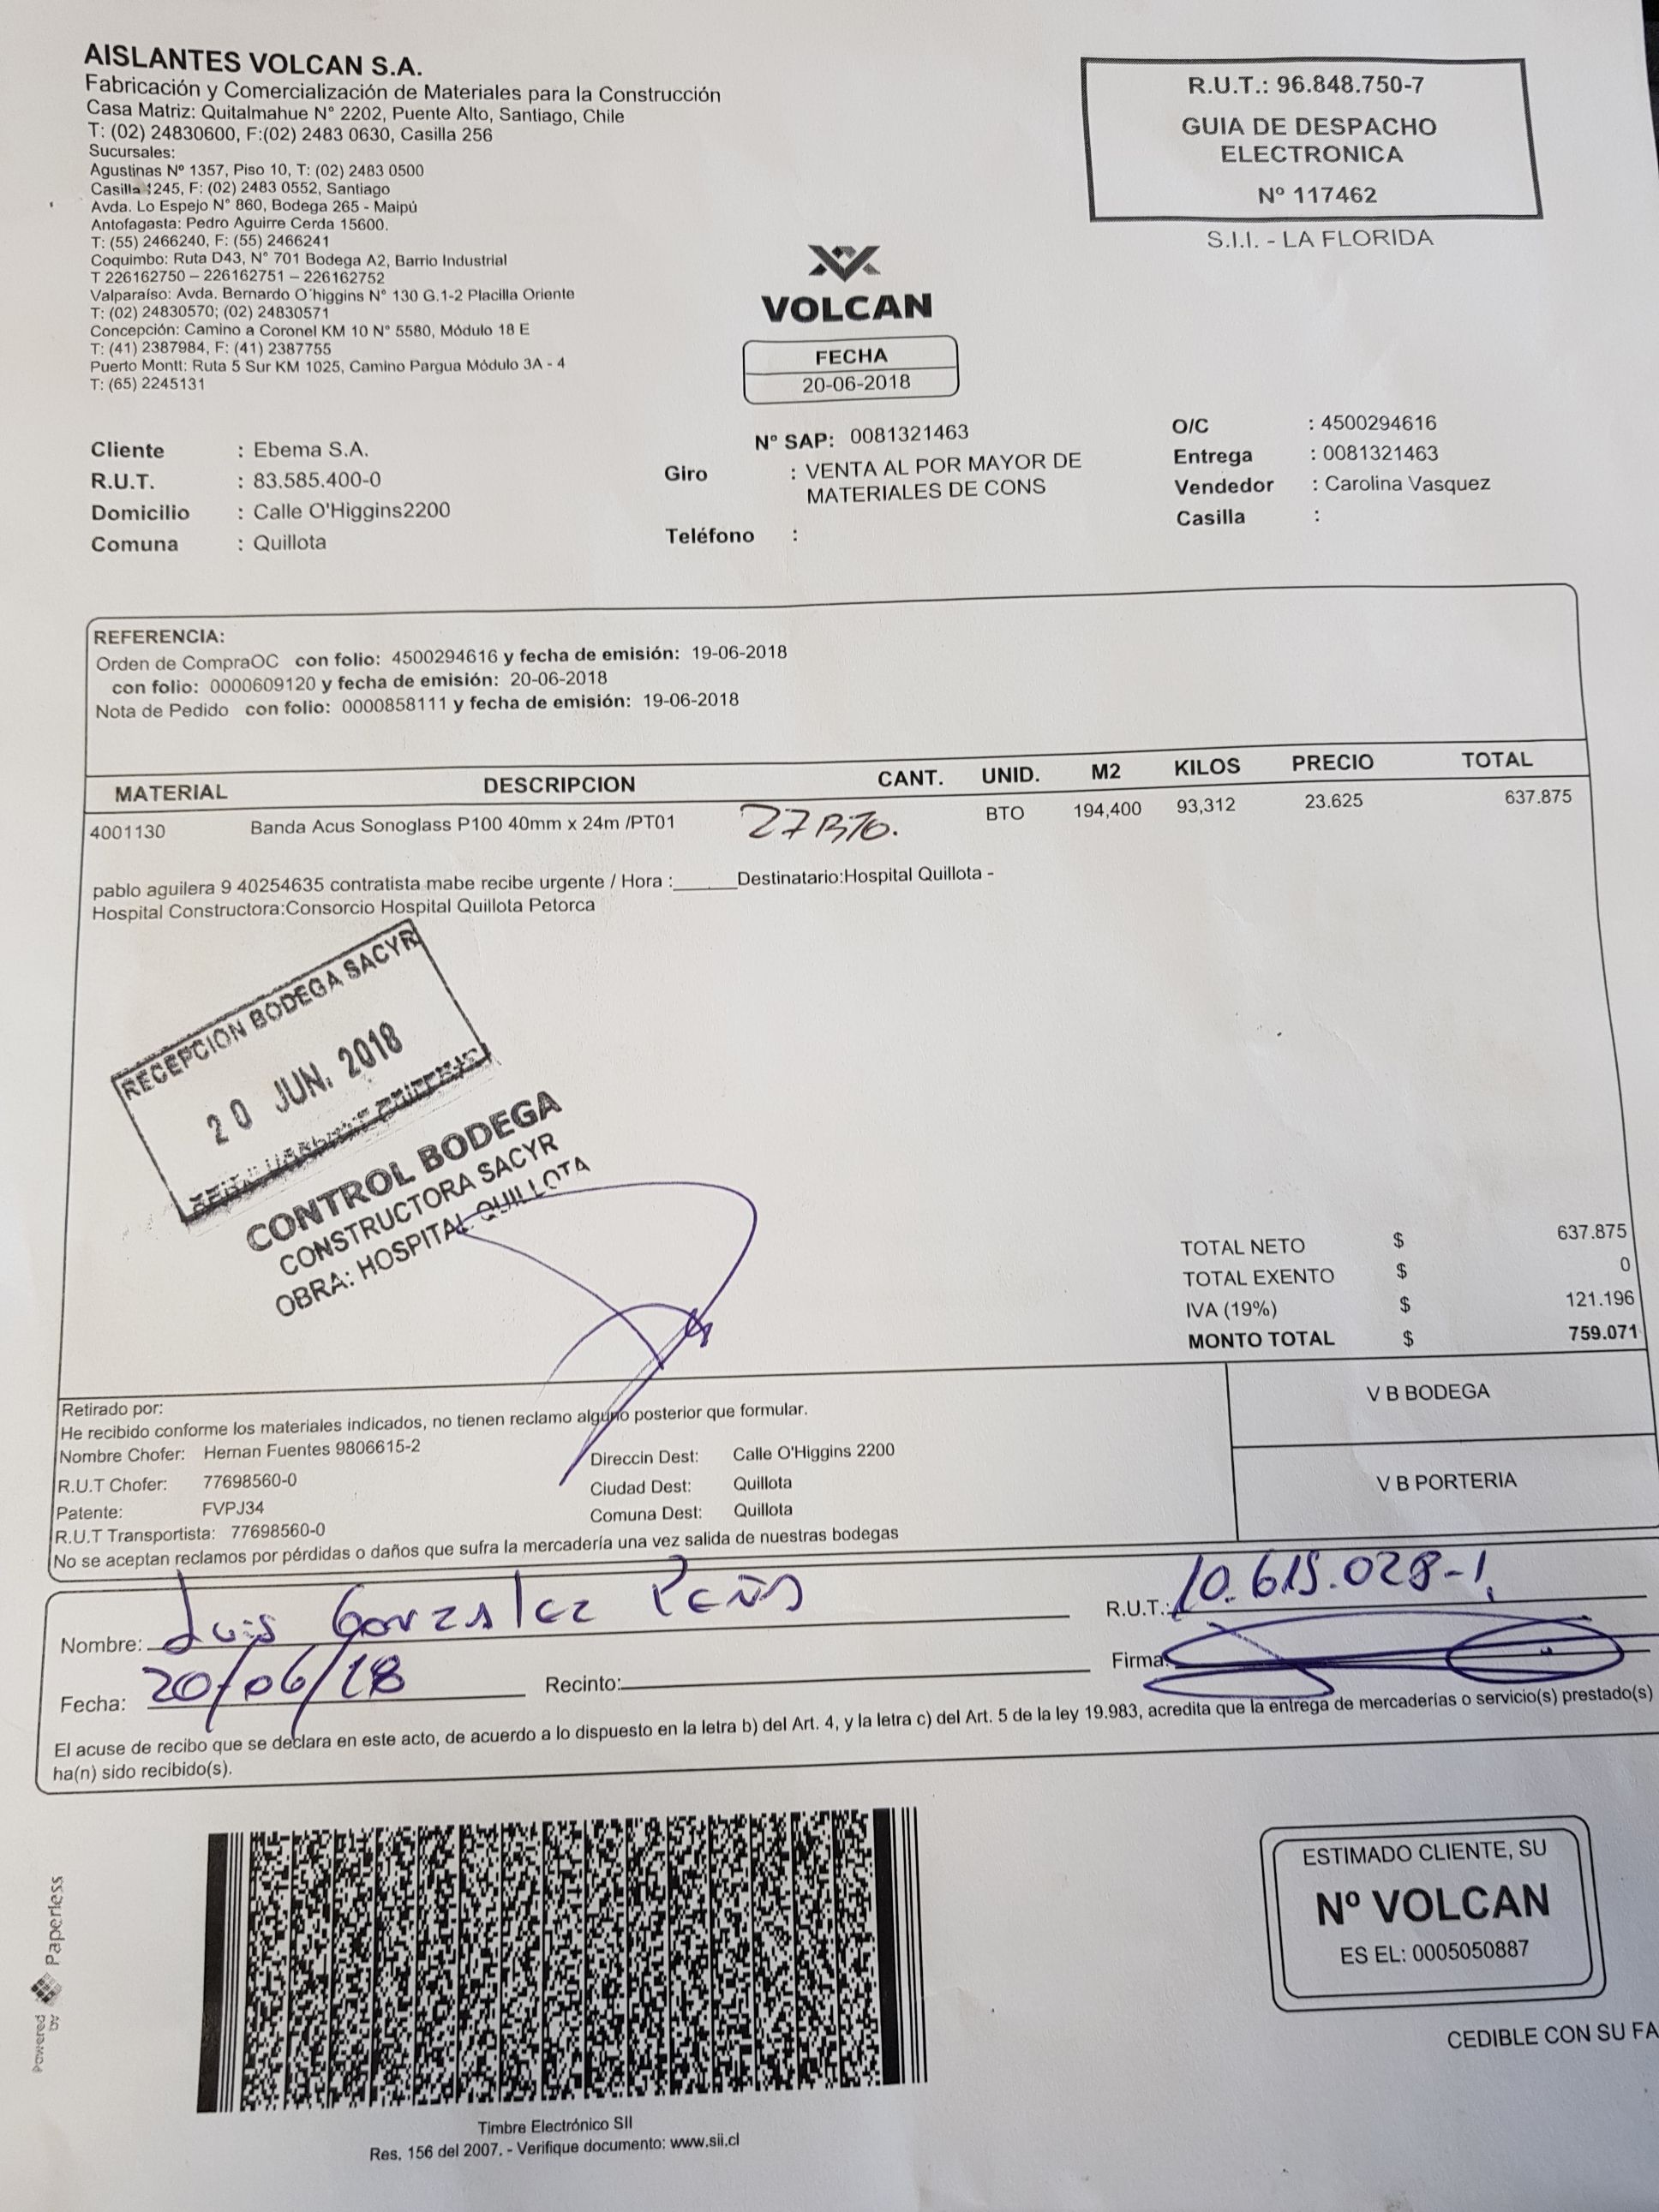 AISLANTES VOLCAN S.A.
Fabricación y Comercialización de Materiales para la Construcción
Casa Matriz: Quitalmahue N° 2202, Puente Alto, Santiago, Chile
T: (02) 24830600, F:(02) 2483 0630, Casilla 256
Sucursales:
Agustinas Nº 1357, Piso 10, T: (02) 2483 0500
Casilla 1245, F: (02) 2483 0552, Santiago
Avda. Lo Espejo N° 860, Bodega 265 - Maipú
Antofagasta: Pedro Aguirre Cerda 15600.
T: (55) 2466240, F: (55) 2466241
Coquimbo: Ruta D43, N° 701 Bodega A2, Barrio Industrial
T 226162750 – 226162751 – 226162752
Valparaíso: Avda. Bernardo O´higgins N° 130 G.1-2 Placilla Oriente
T: (02) 24830570; (02) 24830571
Concepción: Camino a Coronel KM 10 N° 5580, Módulo 18 E
T: (41) 2387984, F: (41) 2387755
Puerto Montt: Ruta 5 Sur KM 1025, Camino Pargua Módulo 3A - 4
T: (65) 2245131
R.U.T.: 96.848.750-7
GUIA DE DESPACHO
ELECTRONICA
Nº 117462
S.I.I. - LA FLORIDA
VOLCAN
FECHA
20-06-2018
Cliente : Ebema S.A.
R.U.T. : 83.585.400-0
Domicilio : Calle O'Higgins2200
Comuna : Quillota
Nº SAP: 0081321463
Giro : VENTA AL POR MAYOR DE
MATERIALES DE CONS
Teléfono :
O/C : 4500294616
Entrega : 0081321463
Vendedor : Carolina Vasquez
Casilla :
REFERENCIA:
Orden de CompraOC con folio: 4500294616 y fecha de emisión: 19-06-2018
con folio: 0000609120 y fecha de emisión: 20-06-2018
Nota de Pedido con folio: 0000858111 y fecha de emisión: 19-06-2018
MATERIAL DESCRIPCION CANT. UNID. M2 KILOS PRECIO TOTAL
4001130 Banda Acus Sonoglass P100 40mm x 24m /PT01 27 BTO. BTO 194,400 93,312 23.625 637.875
pablo aguilera 9 40254635 contratista mabe recibe urgente / Hora :______Destinatario:Hospital Quillota -
Hospital Constructora:Consorcio Hospital Quillota Petorca
RECEPCION BODEGA SACYR
20 JUN. 2018
CONTROL BODEGA
CONSTRUCTORA SACYR
OBRA: HOSPITAL QUILLOTA
TOTAL NETO $ 637.875
TOTAL EXENTO $ 0
IVA (19%) $ 121.196
MONTO TOTAL $ 759.071
Retirado por:
He recibido conforme los materiales indicados, no tienen reclamo alguno posterior que formular.
Nombre Chofer: Hernan Fuentes 9806615-2
R.U.T Chofer: 77698560-0
Patente: FVPJ34
R.U.T Transportista: 77698560-0
Direccin Dest: Calle O'Higgins 2200
Ciudad Dest: Quillota
Comuna Dest: Quillota
No se aceptan reclamos por pérdidas o daños que sufra la mercadería una vez salida de nuestras bodegas
V B BODEGA
V B PORTERIA
Nombre: Luis Gonzalez Peña
R.U.T.: 10.615.028-1
Fecha: 20/06/18 Recinto:
Firma:
El acuse de recibo que se declara en este acto, de acuerdo a lo dispuesto en la letra b) del Art. 4, y la letra c) del Art. 5 de la ley 19.983, acredita que la entrega de mercaderías o servicio(s) prestado(s)
ha(n) sido recibido(s).
Powered by Paperless
Timbre Electrónico SII
Res. 156 del 2007. - Verifique documento: www.sii.cl
ESTIMADO CLIENTE, SU
Nº VOLCAN
ES EL: 0005050887
CEDIBLE CON SU FA